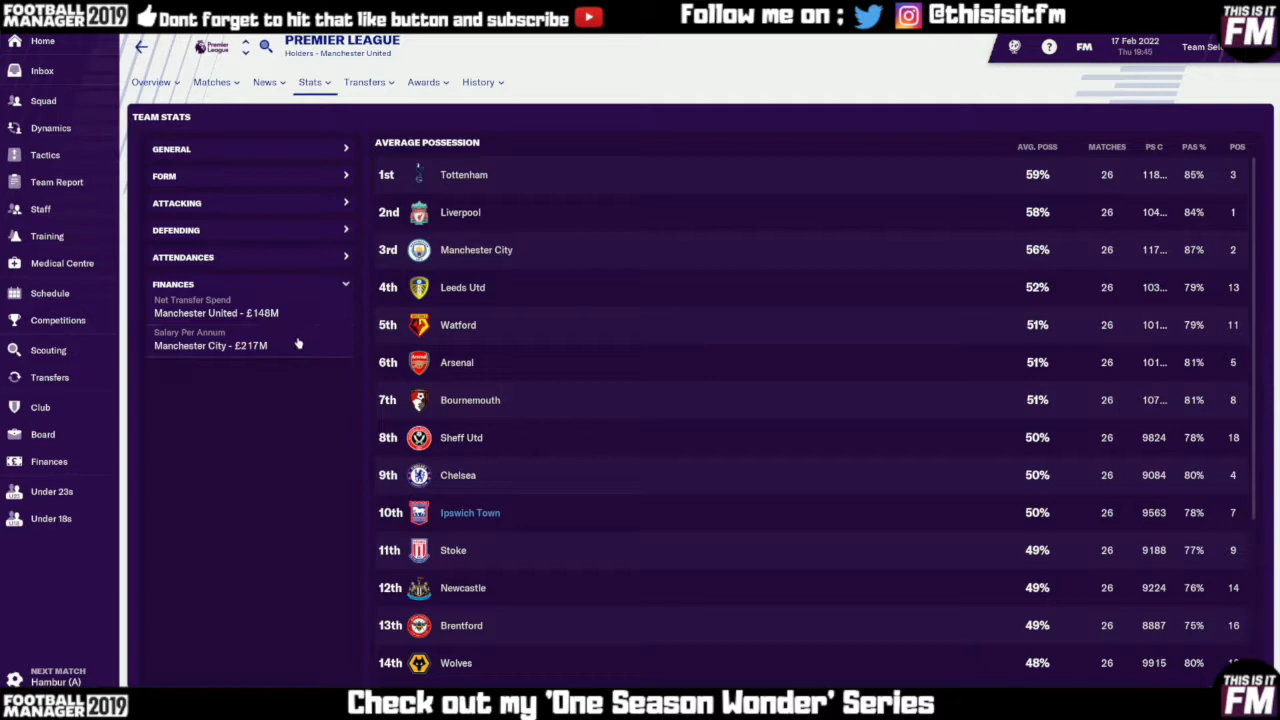 FOOTBALL
MANAGER 2019
Dont forget to hit that like button and subscribe
Follow me on :
@thisisitfm
THIS IS IT
FM
Home
Inbox
Squad
Dynamics
Tactics
Team Report
Staff
Training
Medical Centre
Schedule
Competitions
Scouting
Transfers
Club
Board
Finances
Under 23s
Under 18s
NEXT MATCH
Hambur (A)
Premier
League
PREMIER LEAGUE
Holders - Manchester United
FM
17 Feb 2022
Thu 19:45
Team Sel
Overview
Matches
News
Stats
Transfers
Awards
History
TEAM STATS
GENERAL
FORM
ATTACKING
DEFENDING
ATTENDANCES
FINANCES
Net Transfer Spend
Manchester United - £148M
Salary Per Annum
Manchester City - £217M
AVERAGE POSSESSION AVG. POSS MATCHES PS C PAS % POS
1st Tottenham 59% 26 118... 85% 3
2nd Liverpool 58% 26 104... 84% 1
3rd Manchester City 56% 26 117... 87% 2
4th Leeds Utd 52% 26 103... 79% 13
5th Watford 51% 26 101... 79% 11
6th Arsenal 51% 26 101... 81% 5
7th Bournemouth 51% 26 107... 81% 8
8th Sheff Utd 50% 26 9824 78% 18
9th Chelsea 50% 26 9084 80% 4
10th Ipswich Town 50% 26 9563 78% 7
11th Stoke 49% 26 9188 77% 9
12th Newcastle 49% 26 9224 76% 14
13th Brentford 49% 26 8887 75% 16
14th Wolves 48% 26 9915 80%
FOOTBALL
MANAGER 2019
Check out my 'One Season Wonder' Series
THIS IS IT
FM